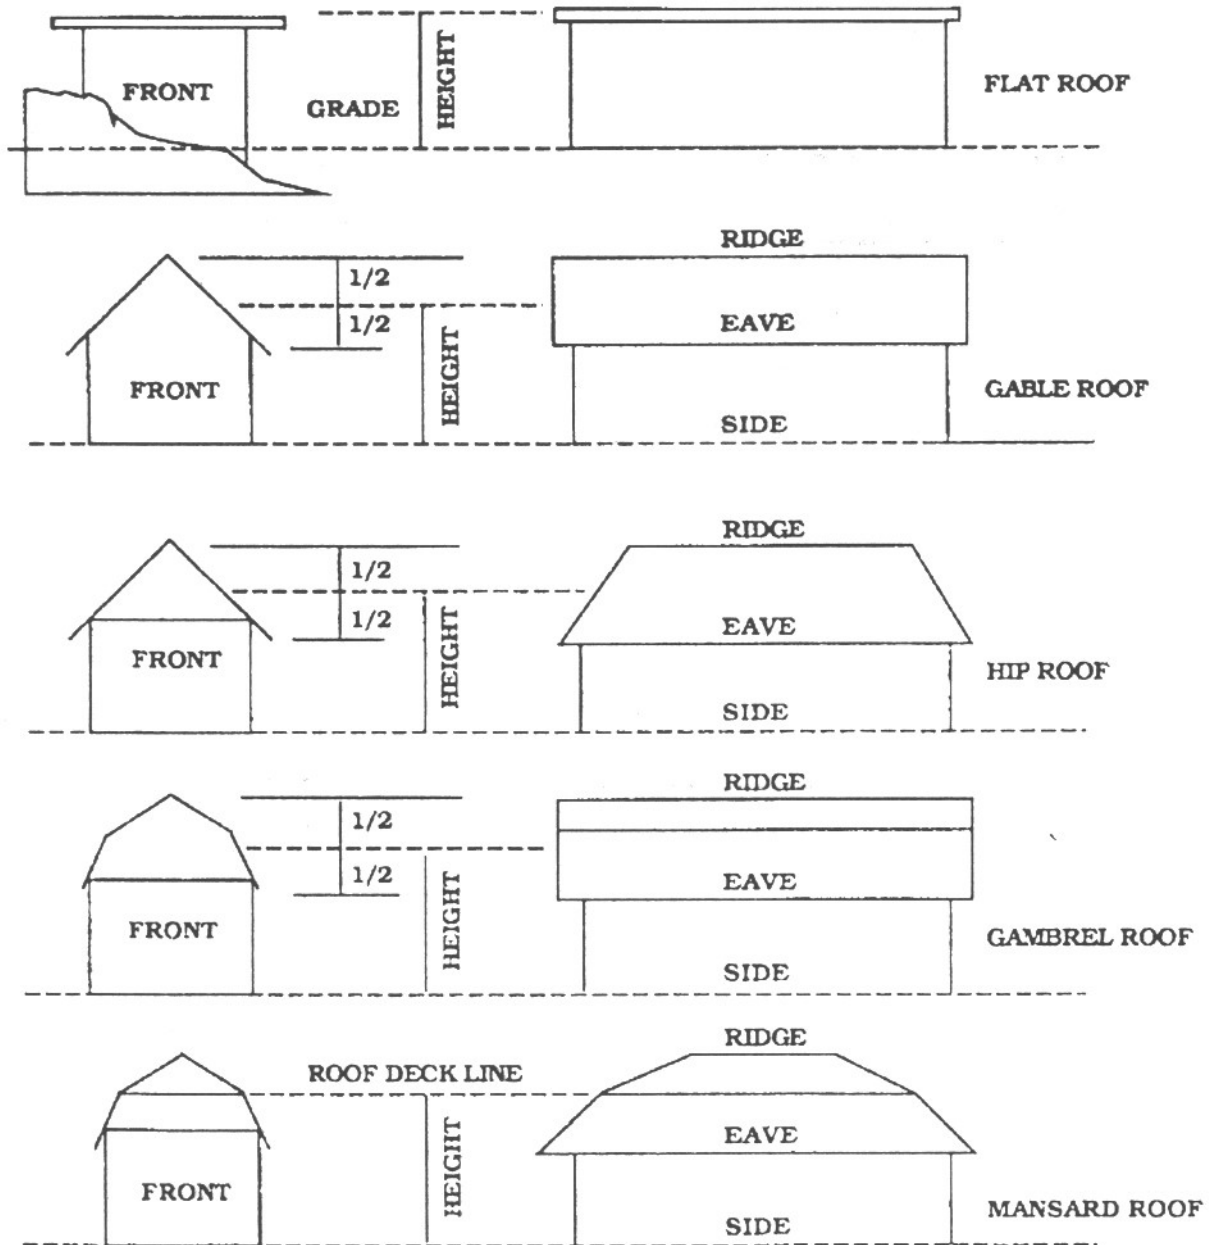 FRONT
GRADE
HEIGHT
FLAT ROOF
RIDGE
1/2
1/2
EAVE
HEIGHT
FRONT
GABLE ROOF
SIDE
RIDGE
1/2
1/2
EAVE
HEIGHT
FRONT
HIP ROOF
SIDE
RIDGE
1/2
1/2
EAVE
HEIGHT
FRONT
GAMBREL ROOF
SIDE
RIDGE
ROOF DECK LINE
EAVE
HEIGHT
FRONT
MANSARD ROOF
SIDE